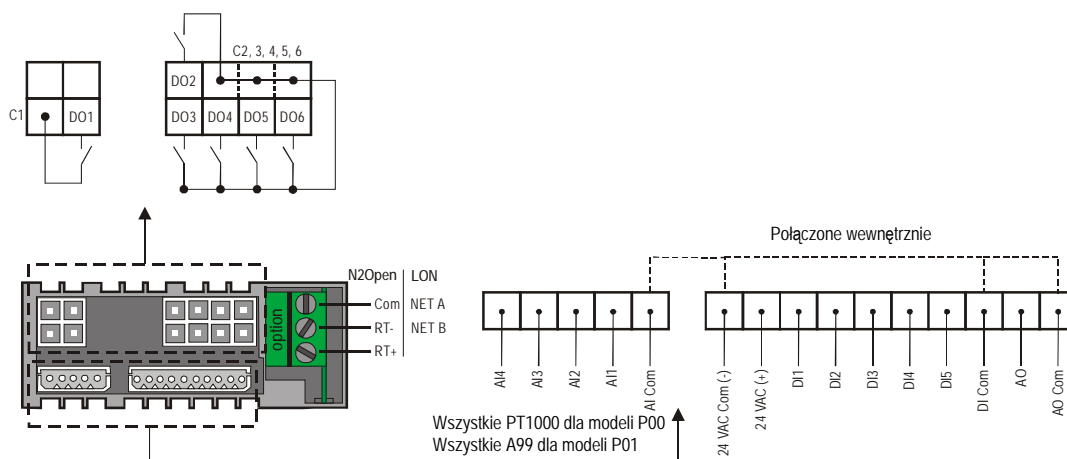 C2, 3, 4, 5, 6
DO2
C1
DO1
DO3
DO4
DO5
DO6
Połączone wewnętrznie
N2Open
LON
Com
NET A
RT-
NET B
RT+
option
AI4
AI3
AI2
AI1
AI Com
24 VAC Com (-)
24 VAC (+)
DI1
DI2
DI3
DI4
DI5
DI Com
AO
AO Com
Wszystkie PT1000 dla modeli P00
Wszystkie A99 dla modeli P01